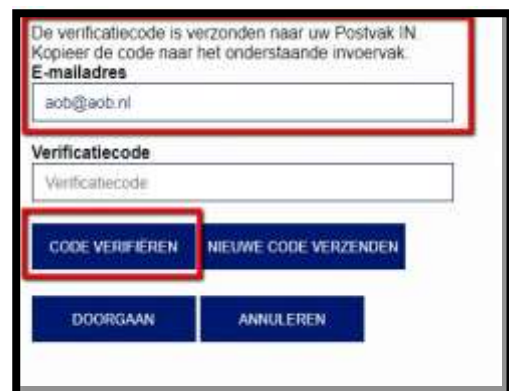 De verificatiecode is verzonden naar uw Postvak IN.
Kopieer de code naar het onderstaande invoervak.
E-mailadres
aob@aob.nl
Verificatiecode
Verificatiecode
CODE VERIFIËREN NIEUWE CODE VERZENDEN
DOORGAAN ANNULEREN